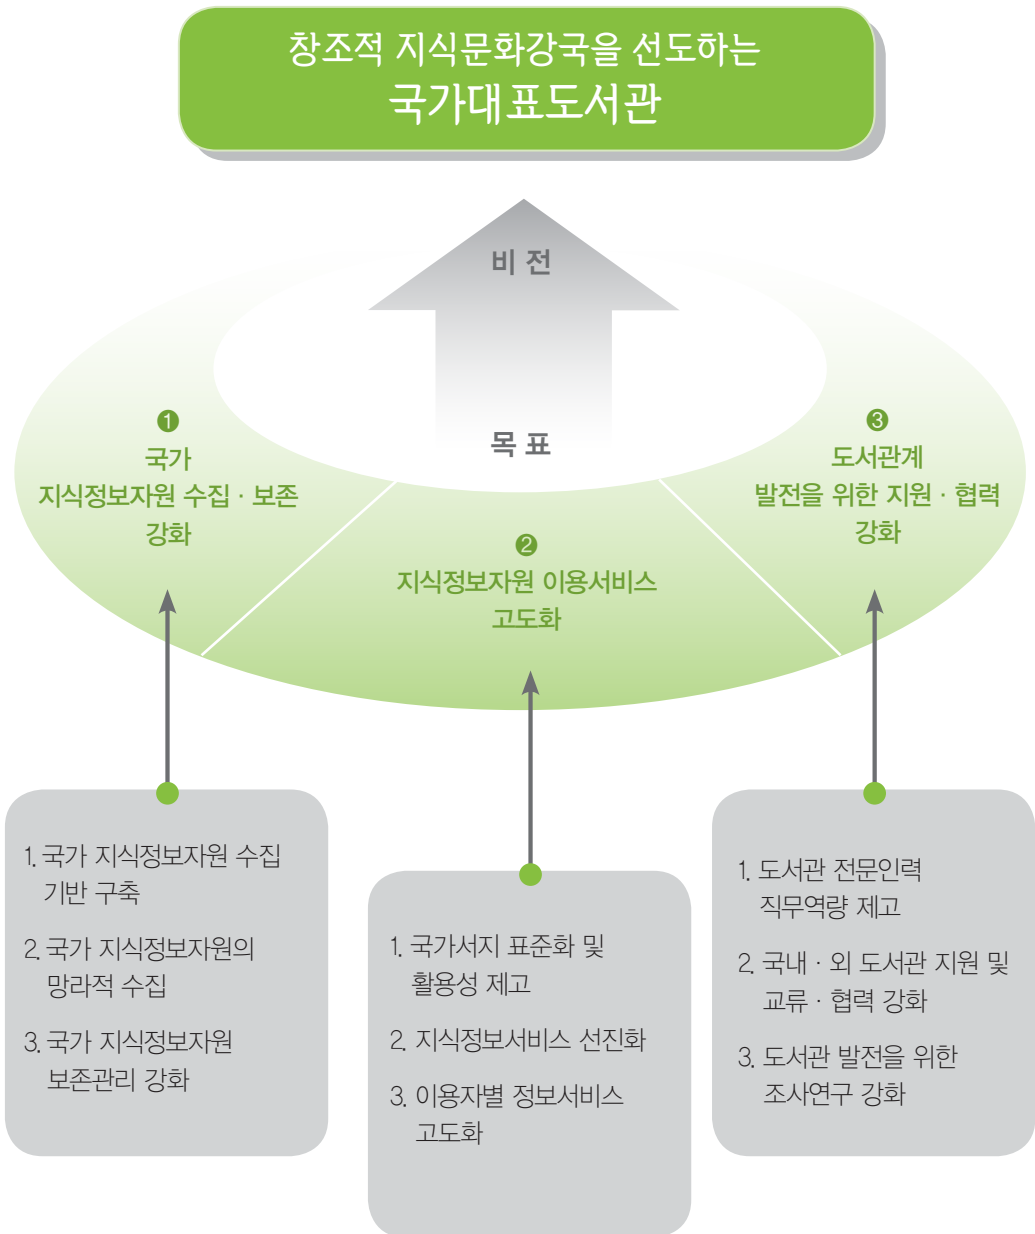 창조적 지식문화강국을 선도하는
국가대표도서관
비 전
목 표
❶
국가
지식정보자원 수집 · 보존
강화
❷
지식정보자원 이용서비스
고도화
❸
도서관계
발전을 위한 지원 · 협력
강화
1. 국가 지식정보자원 수집
기반 구축
2. 국가 지식정보자원의
망라적 수집
3. 국가 지식정보자원
보존관리 강화
1. 국가서지 표준화 및
활용성 제고
2. 지식정보서비스 선진화
3. 이용자별 정보서비스
고도화
1. 도서관 전문인력
직무역량 제고
2. 국내 · 외 도서관 지원 및
교류 · 협력 강화
3. 도서관 발전을 위한
조사연구 강화